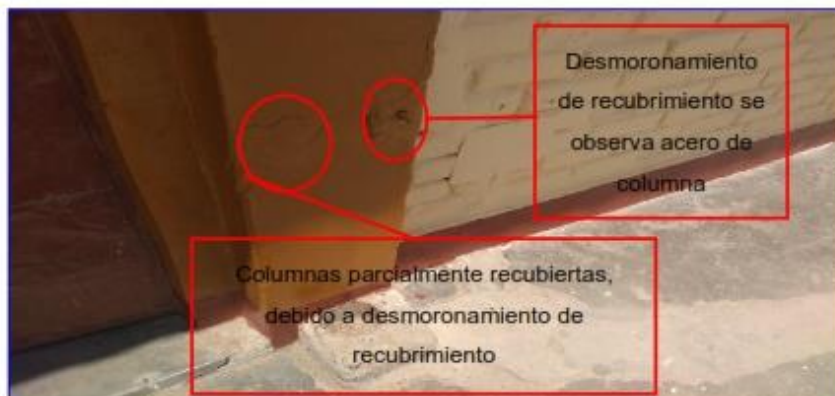 Desmoronamiento
de recubrimiento se
observa acero de
columna
Columnas parcialmente recubiertas,
debido a desmoronamiento de
recubrimiento